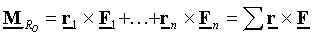 M_{R_O} = r_1 × F_1 + … + r_n × F_n = ∑ r × F